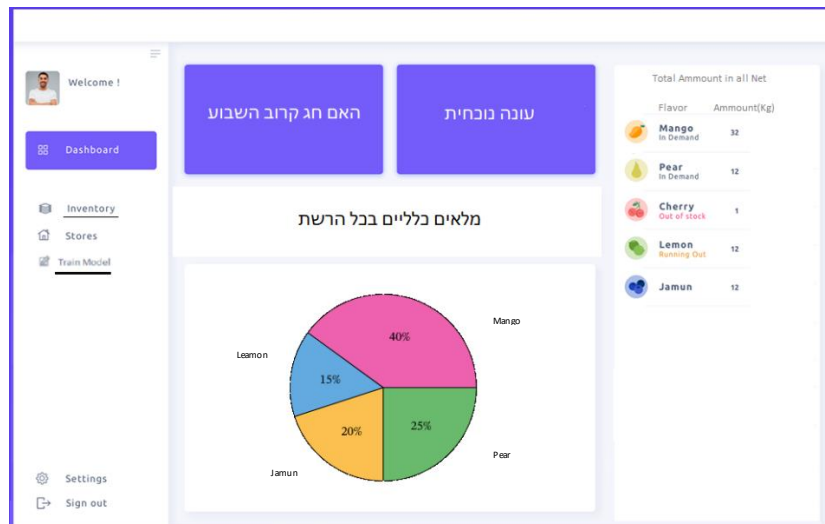 Welcome !
Dashboard
Inventory
Stores
Train Model
Settings
Sign out
האם חג קרוב השבוע
עונה נוכחית
מלאים כלליים בכל הרשת
Mango
40%
Leamon
15%
20%
25%
Jamun
Pear
Total Ammount in all Net
Flavor Ammount(Kg)
Mango 32
In Demand
Pear 12
In Demand
Cherry 1
Out of stock
Lemon 12
Running Out
Jamun 12